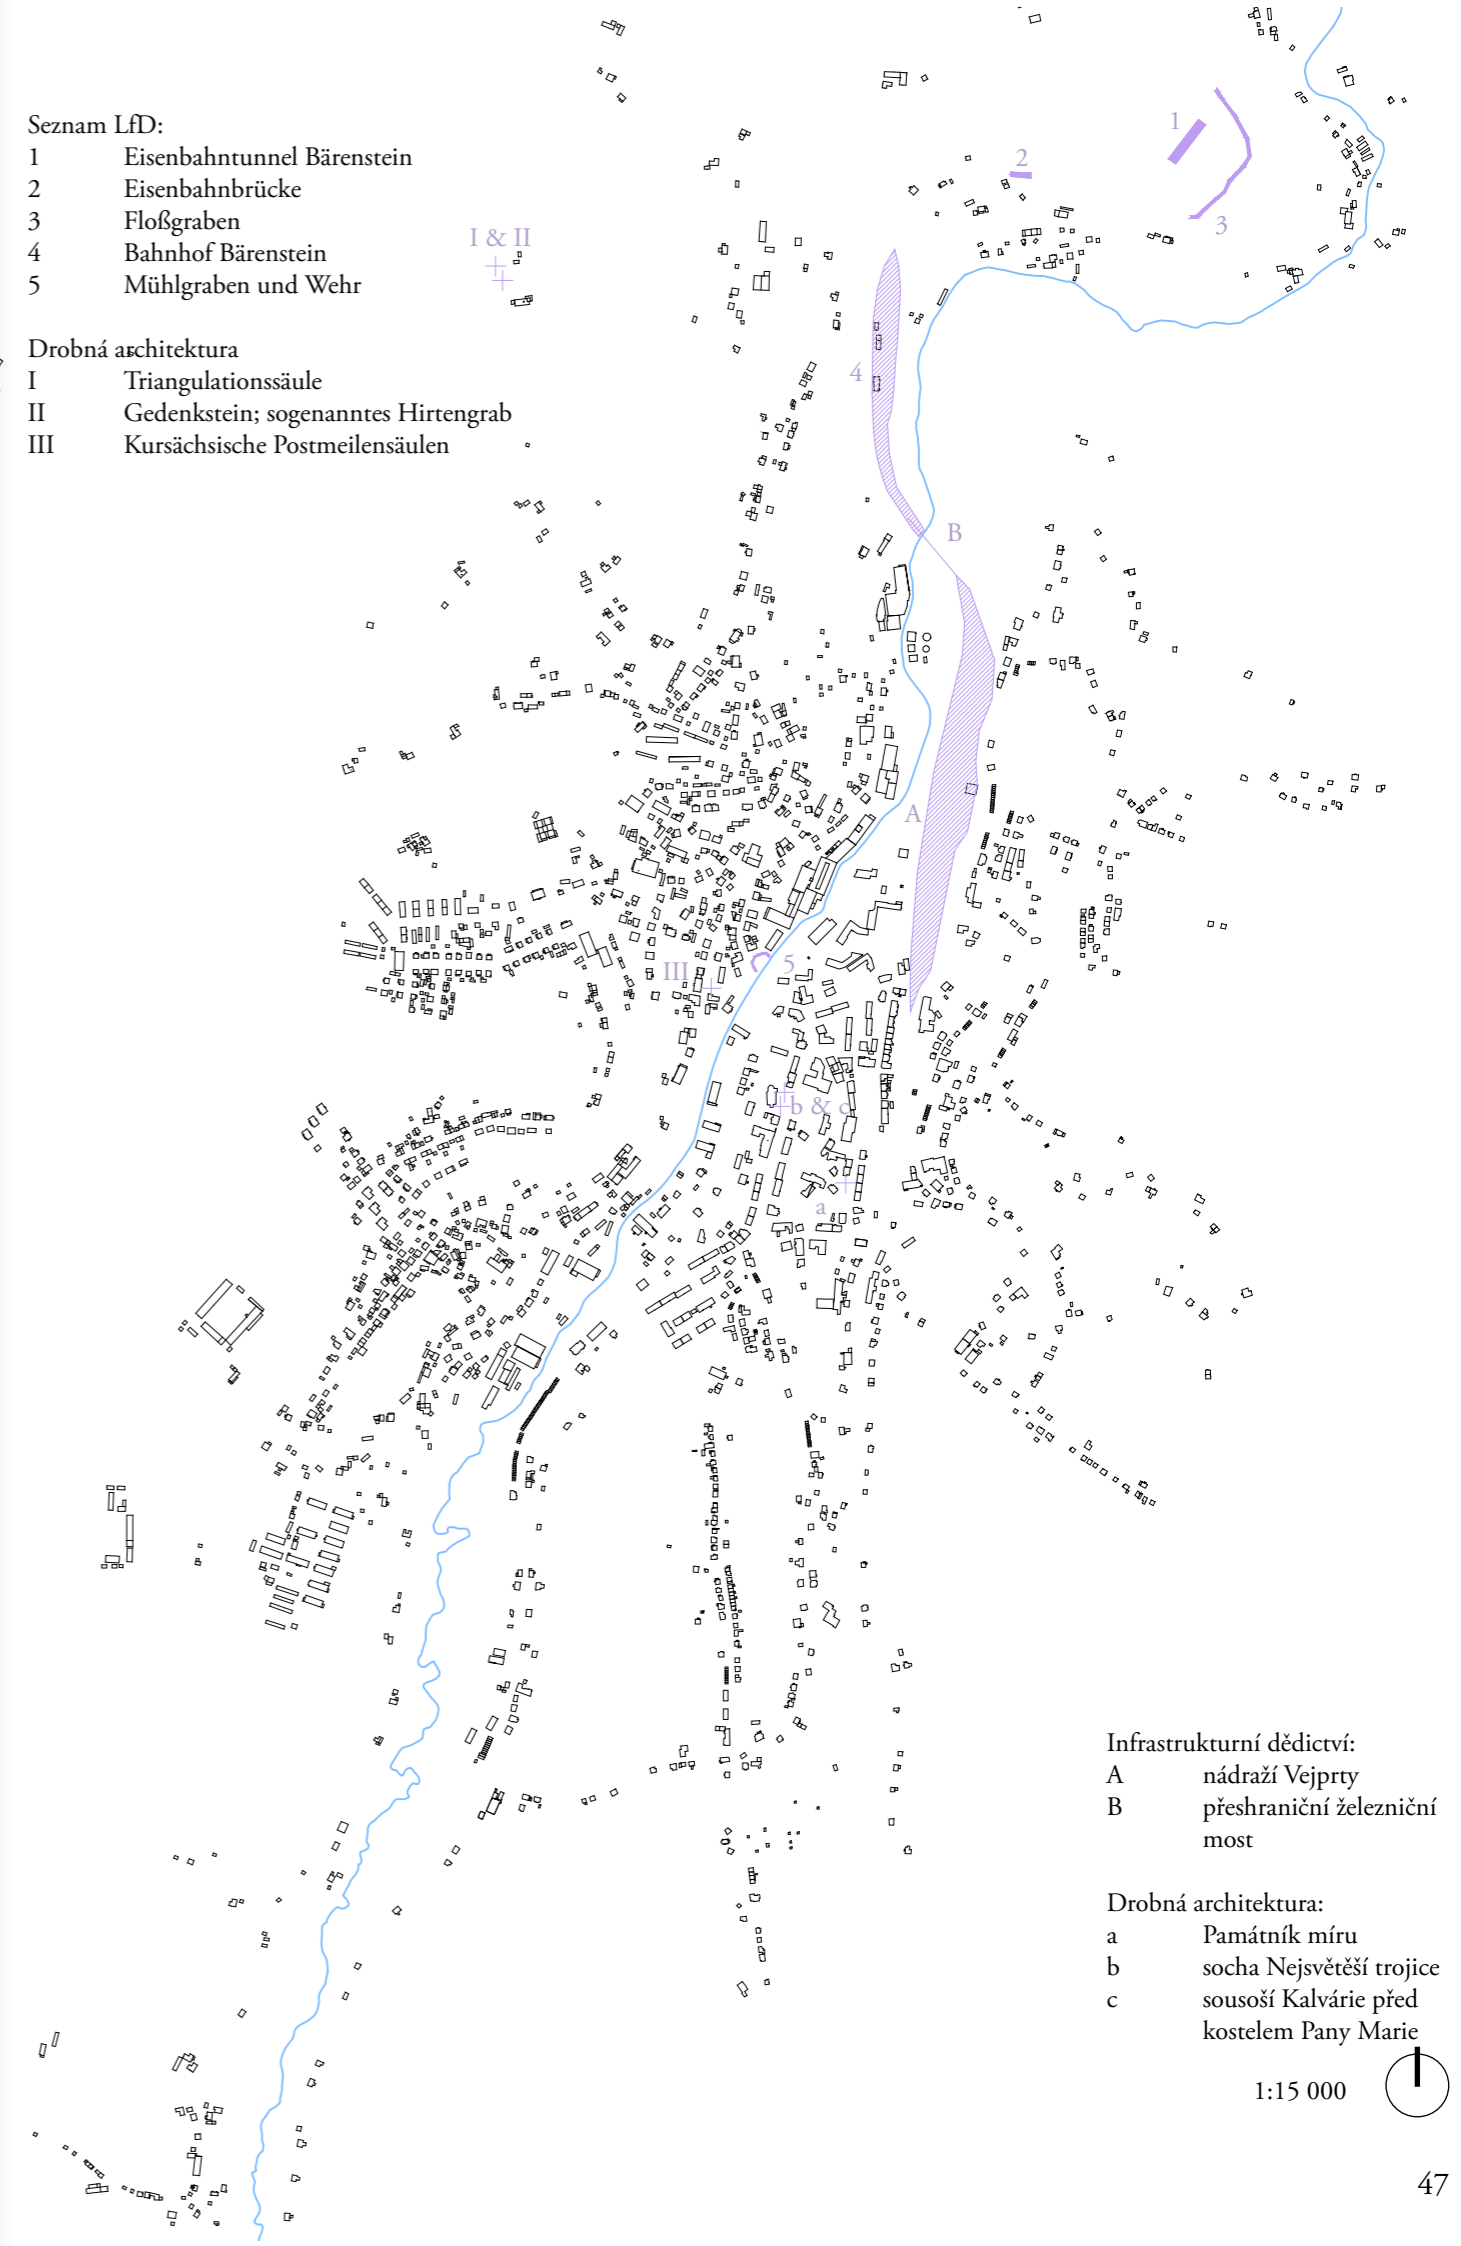 Seznam LfD:
1 Eisenbahntunnel Bärenstein
2 Eisenbahnbrücke
3 Floßgraben
4 Bahnhof Bärenstein
5 Mühlgraben und Wehr
Drobná architektura
I Triangulationssäule
II Gedenkstein; sogenanntes Hirtengrab
III Kursächsische Postmeilensäulen
1
2
3
I & II
4
B
A
III
5
b & c
a
Infrastrukturní dědictví:
A nádraží Vejprty
B přeshraniční železniční
most
Drobná architektura:
a Památník míru
b socha Nejsvětěší trojice
c sousoší Kalvárie před
kostelem Pany Marie
1:15 000
47